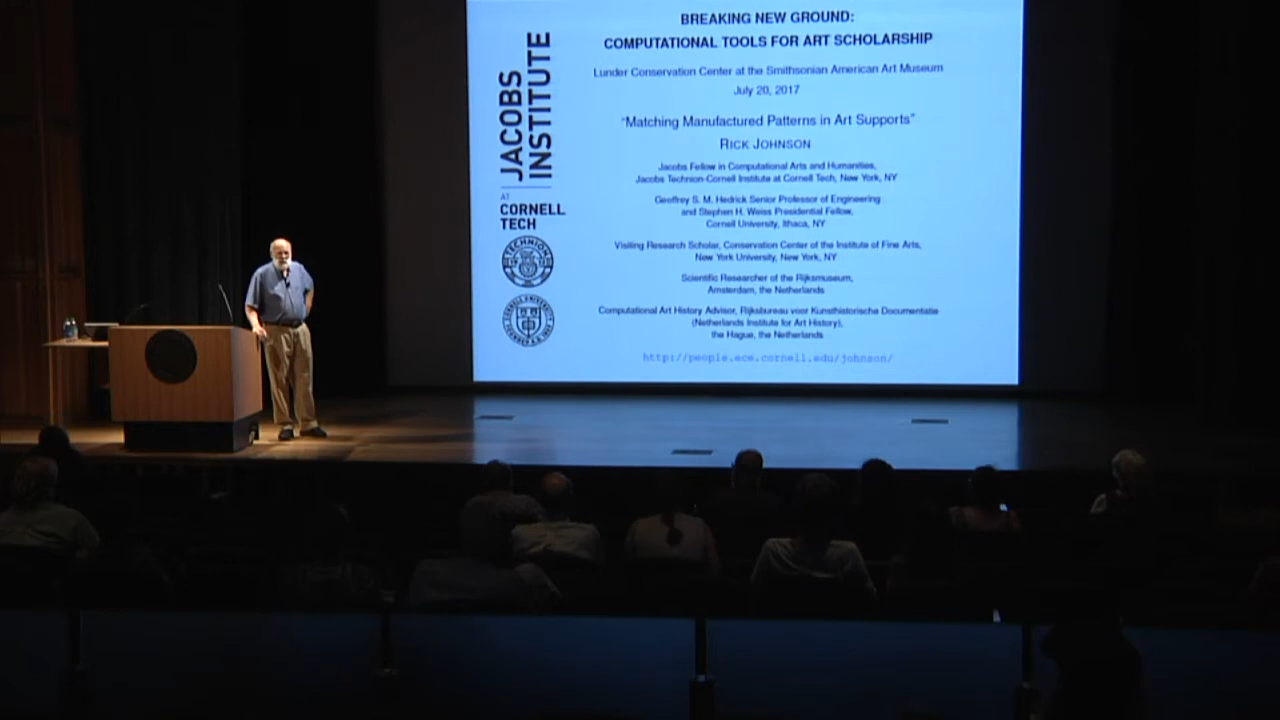 BREAKING NEW GROUND:
COMPUTATIONAL TOOLS FOR ART SCHOLARSHIP
Lunder Conservation Center at the Smithsonian American Art Museum
July 20, 2017
"Matching Manufactured Patterns in Art Supports"
RICK JOHNSON
Jacobs Fellow in Computational Arts and Humanities,
Jacobs Technion-Cornell Institute at Cornell Tech, New York, NY
Geoffrey S. M. Hedrick Senior Professor of Engineering
and Stephen H. Weiss Presidential Fellow,
Cornell University, Ithaca, NY
Visiting Research Scholar, Conservation Center of the Institute of Fine Arts,
New York University, New York, NY
Scientific Researcher of the Rijksmuseum,
Amsterdam, the Netherlands
Computational Art History Advisor, Rijksbureau voor Kunsthistorische Documentatie
(Netherlands Institute for Art History),
the Hague, the Netherlands
http://people.ece.cornell.edu/johnson/
JACOBS
INSTITUTE
AT
CORNELL
TECH
TECHNION